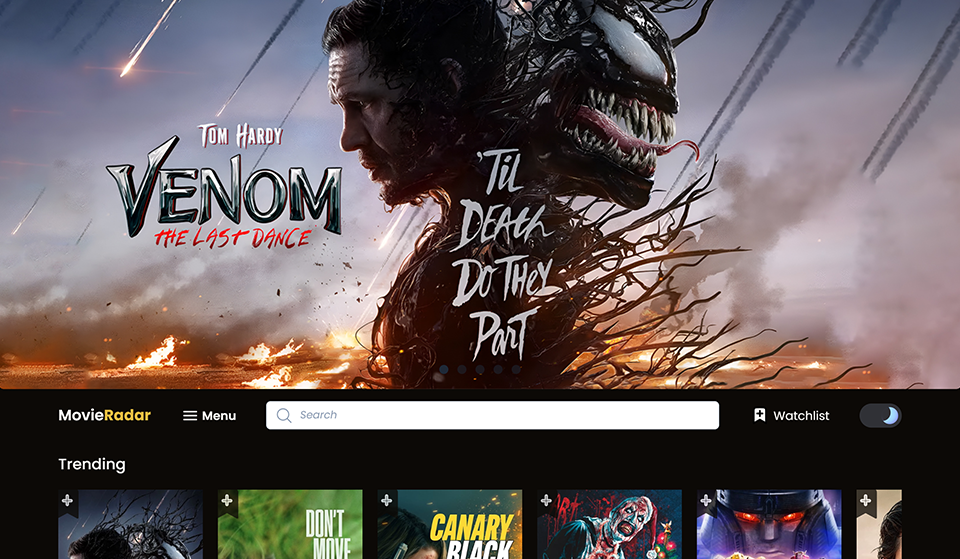 TOM HARDY
VENOM
THE LAST DANCE
'TIL
DEATH
DO THEY
PART
MovieRadar
Menu
Search
Watchlist
Trending
DON'T
MOVE
CANARY
BLACK